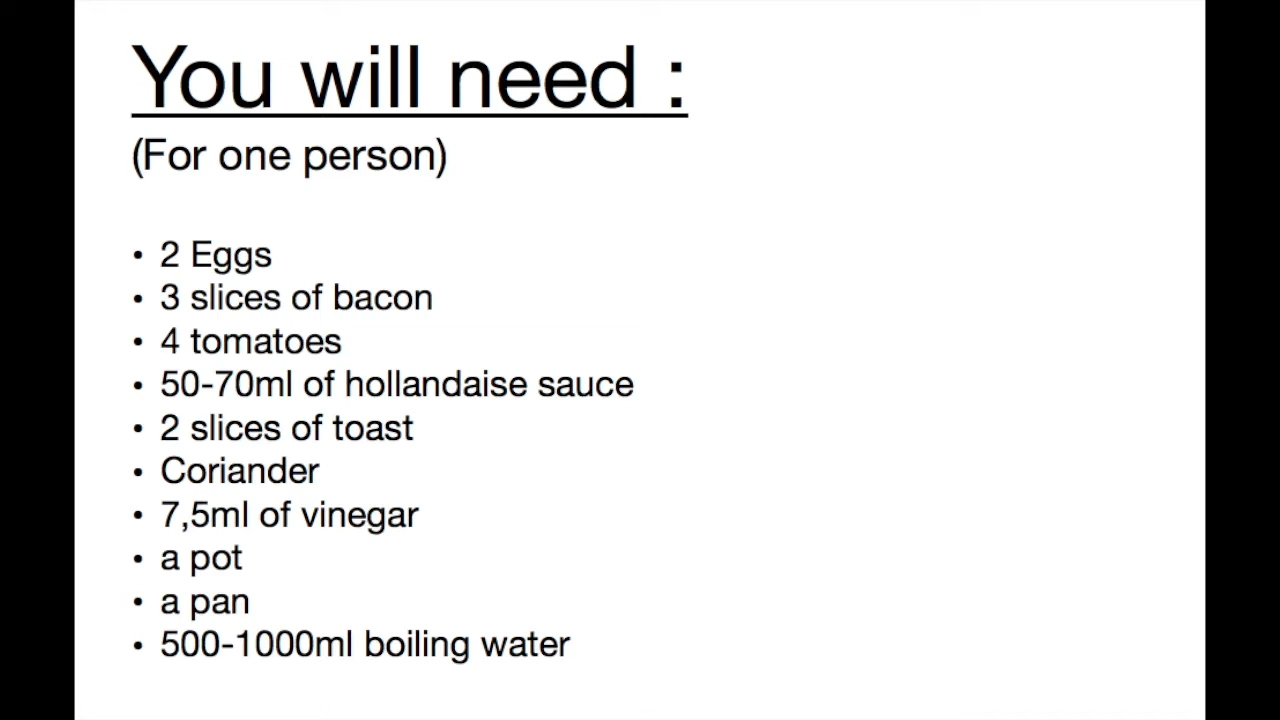 You will need :
(For one person)
• 2 Eggs
• 3 slices of bacon
• 4 tomatoes
• 50-70ml of hollandaise sauce
• 2 slices of toast
• Coriander
• 7,5ml of vinegar
• a pot
• a pan
• 500-1000ml boiling water